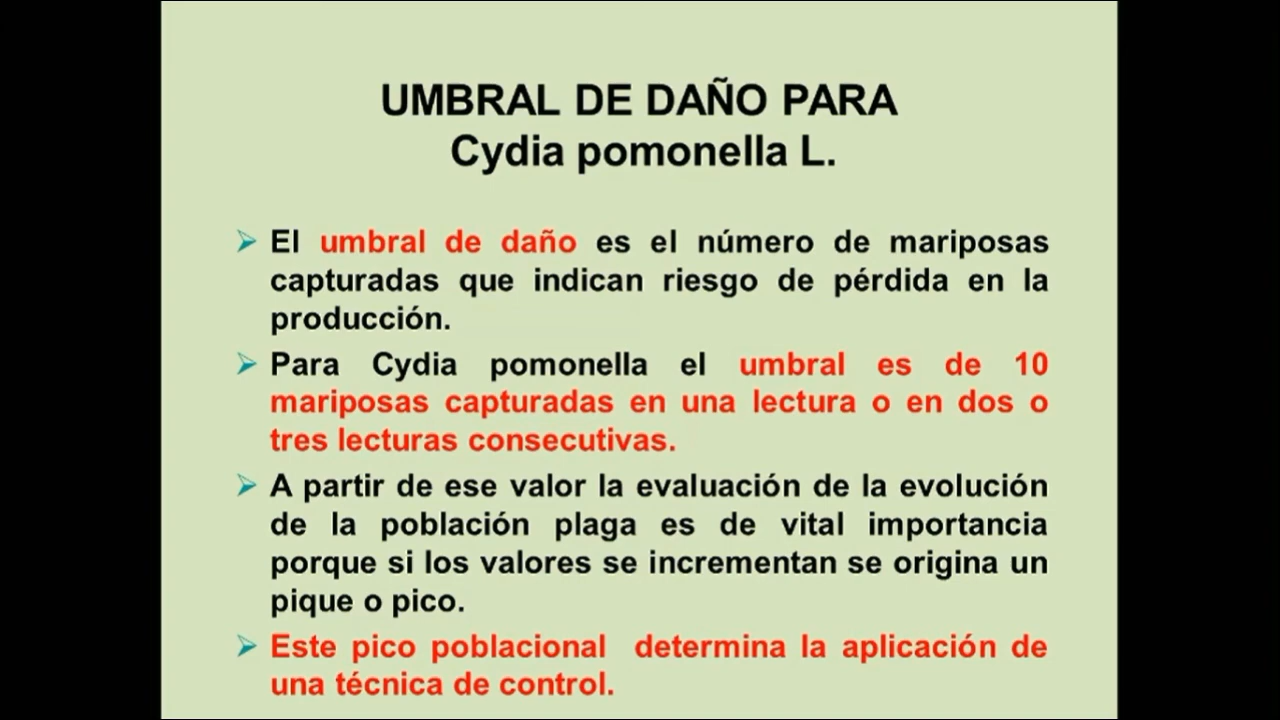 UMBRAL DE DAÑO PARA
Cydia pomonella L.
El umbral de daño es el número de mariposas
capturadas que indican riesgo de pérdida en la
producción.
Para Cydia pomonella el umbral es de 10
mariposas capturadas en una lectura o en dos o
tres lecturas consecutivas.
A partir de ese valor la evaluación de la evolución
de la población plaga es de vital importancia
porque si los valores se incrementan se origina un
pique o pico.
Este pico poblacional determina la aplicación de
una técnica de control.